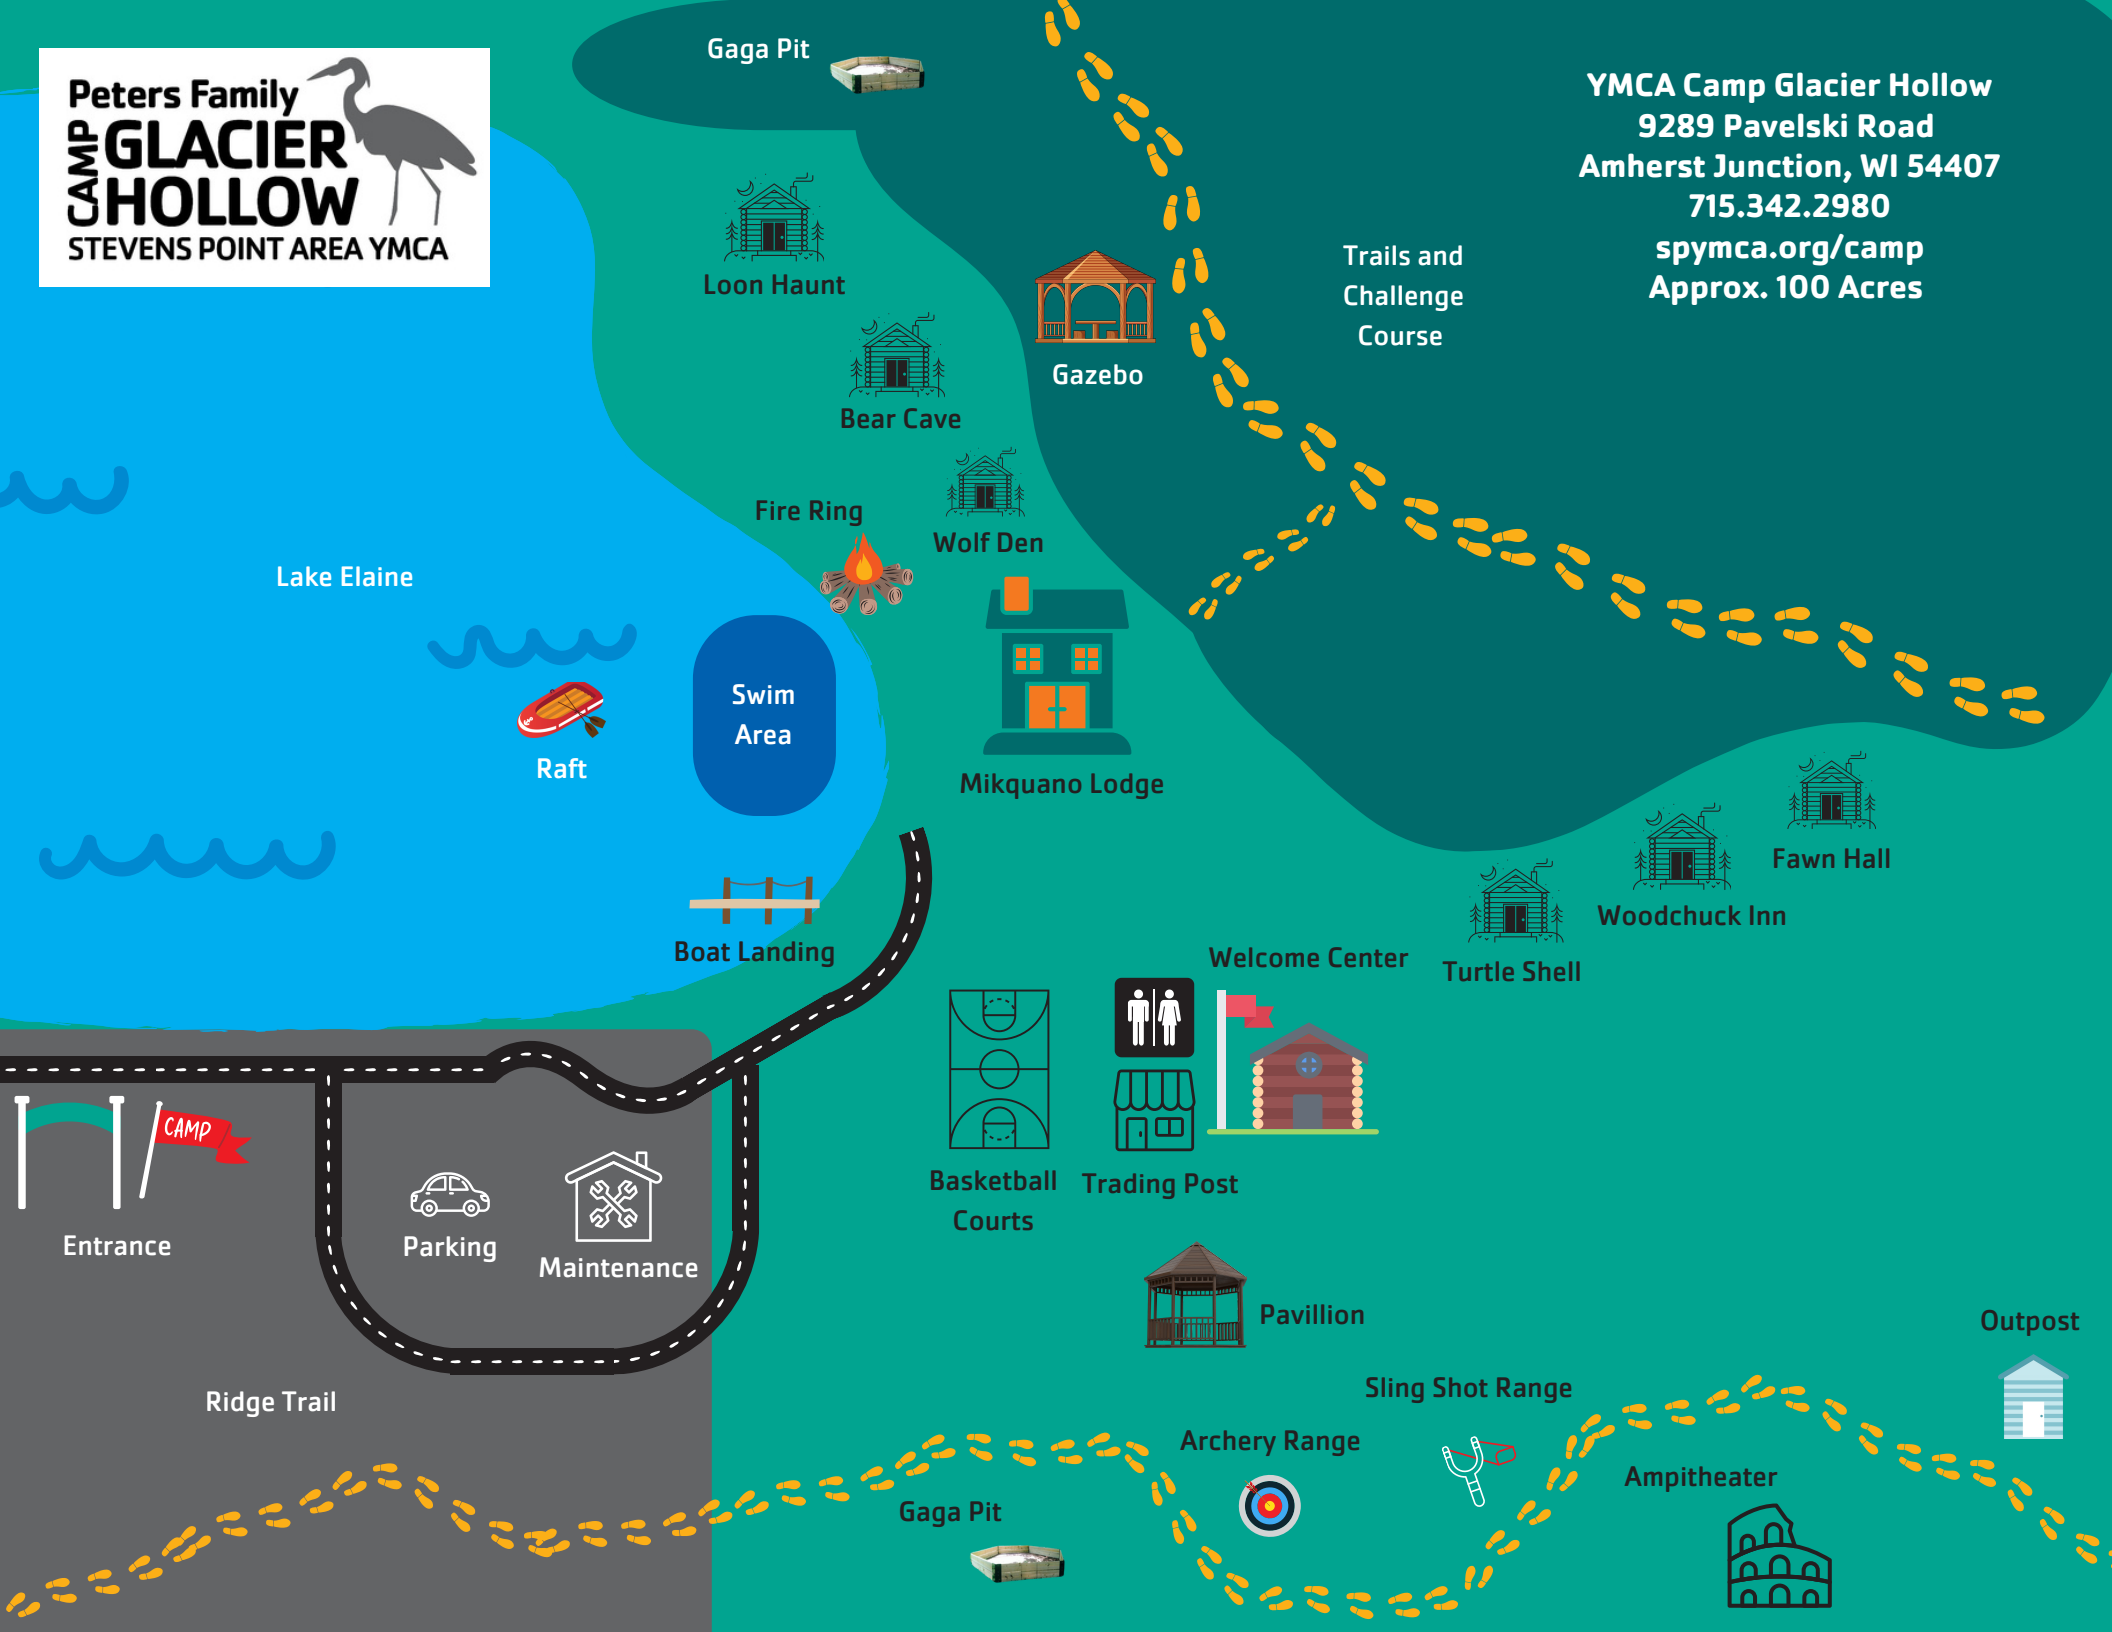 Peters Family
CAMP
GLACIER
HOLLOW
STEVENS POINT AREA YMCA
Gaga Pit
YMCA Camp Glacier Hollow
9289 Pavelski Road
Amherst Junction, WI 54407
715.342.2980
spymca.org/camp
Approx. 100 Acres
Trails and
Challenge
Course
Loon Haunt
Gazebo
Bear Cave
Fire Ring
Wolf Den
Lake Elaine
Swim
Area
Raft
Mikquano Lodge
Fawn Hall
Woodchuck Inn
Turtle Shell
Boat Landing
Welcome Center
CAMP
Entrance
Parking
Maintenance
Basketball
Courts
Trading Post
Pavillion
Outpost
Ridge Trail
Sling Shot Range
Archery Range
Ampitheater
Gaga Pit